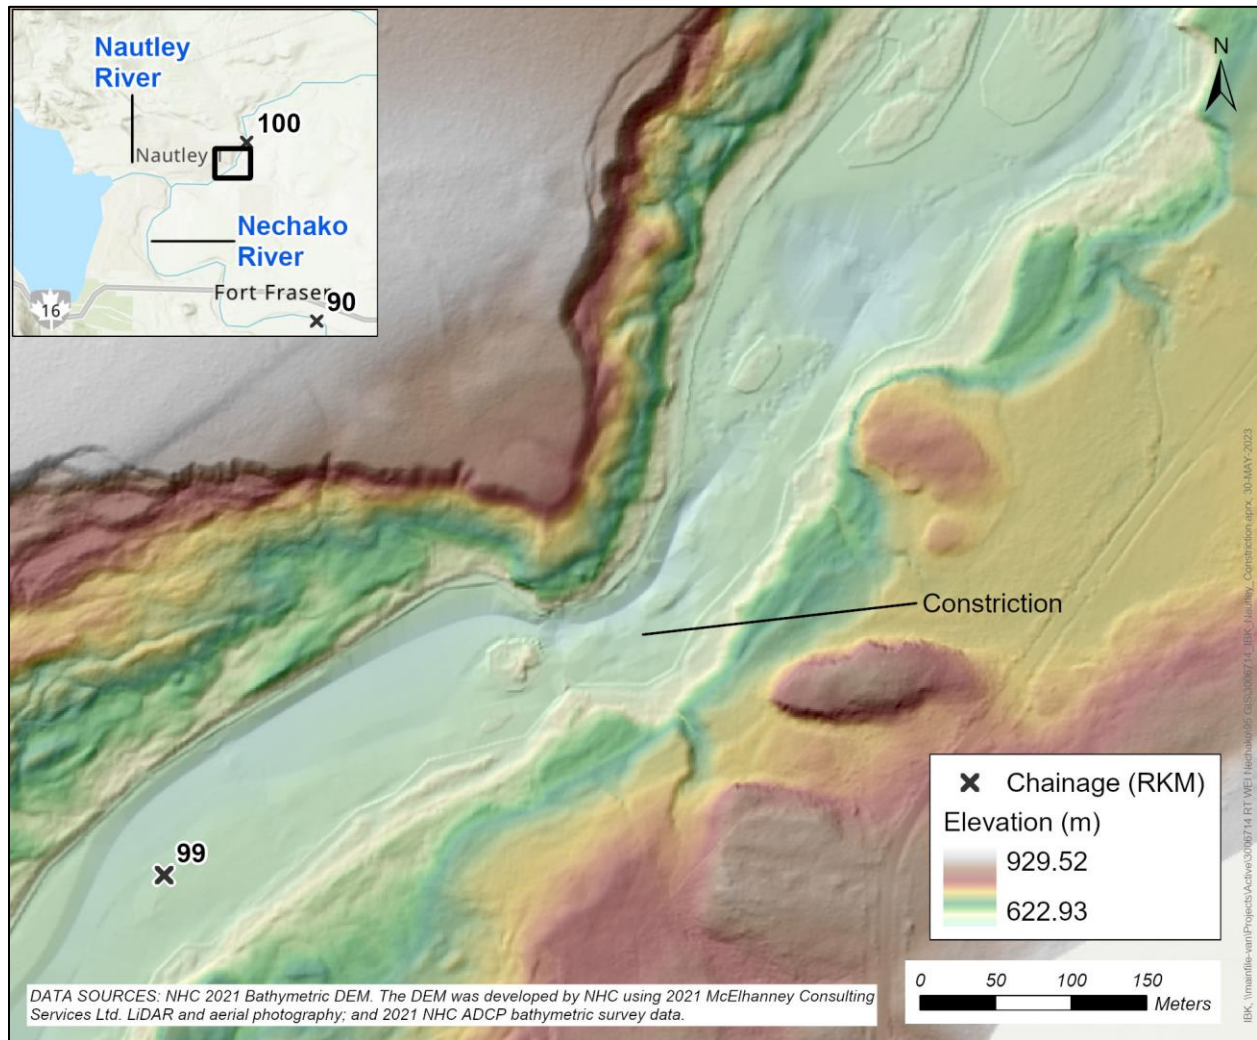 Nautley
River
100
Nautley 1
Nechako
River
Fort Fraser
90
16
N
Constriction
99
Chainage (RKM)
Elevation (m)
929.52
622.93
0 50 100 150
Meters
DATA SOURCES: NHC 2021 Bathymetric DEM. The DEM was developed by NHC using 2021 McElhanney Consulting
Services Ltd. LiDAR and aerial photography; and 2021 NHC ADCP bathymetric survey data.